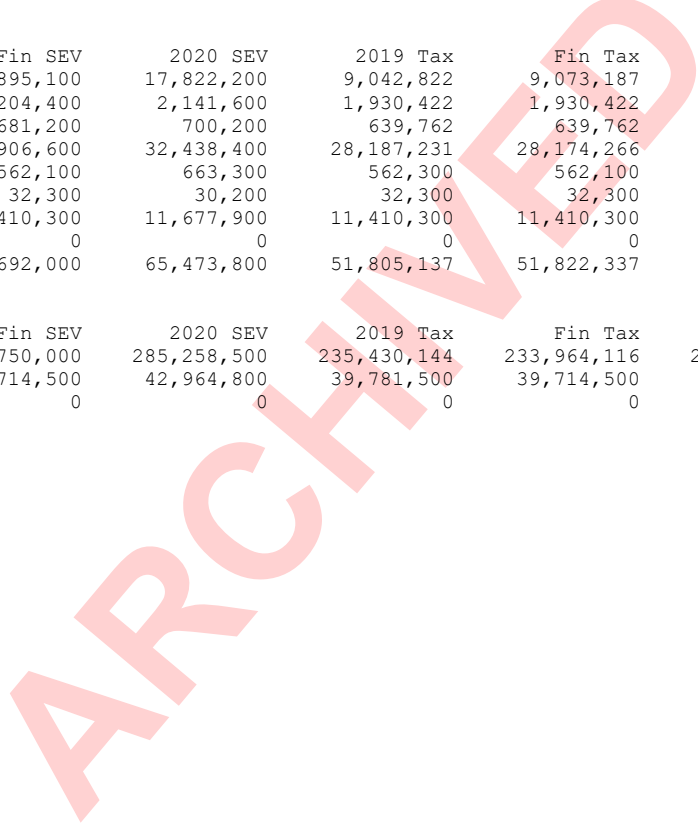 Fin SEV 2020 SEV 2019 Tax Fin Tax
895,100 17,822,200 9,042,822 9,073,187
204,400 2,141,600 1,930,422 1,930,422
681,200 700,200 639,762 639,762
906,600 32,438,400 28,187,231 28,174,266
562,100 663,300 562,300 562,100
32,300 30,200 32,300 32,300
410,300 11,677,900 11,410,300 11,410,300
0 0 0 0
692,000 65,473,800 51,805,137 51,822,337
Fin SEV 2020 SEV 2019 Tax Fin Tax
750,000 285,258,500 235,430,144 233,964,116 2
714,500 42,964,800 39,781,500 39,714,500
0 0 0 0
ARCHIVED